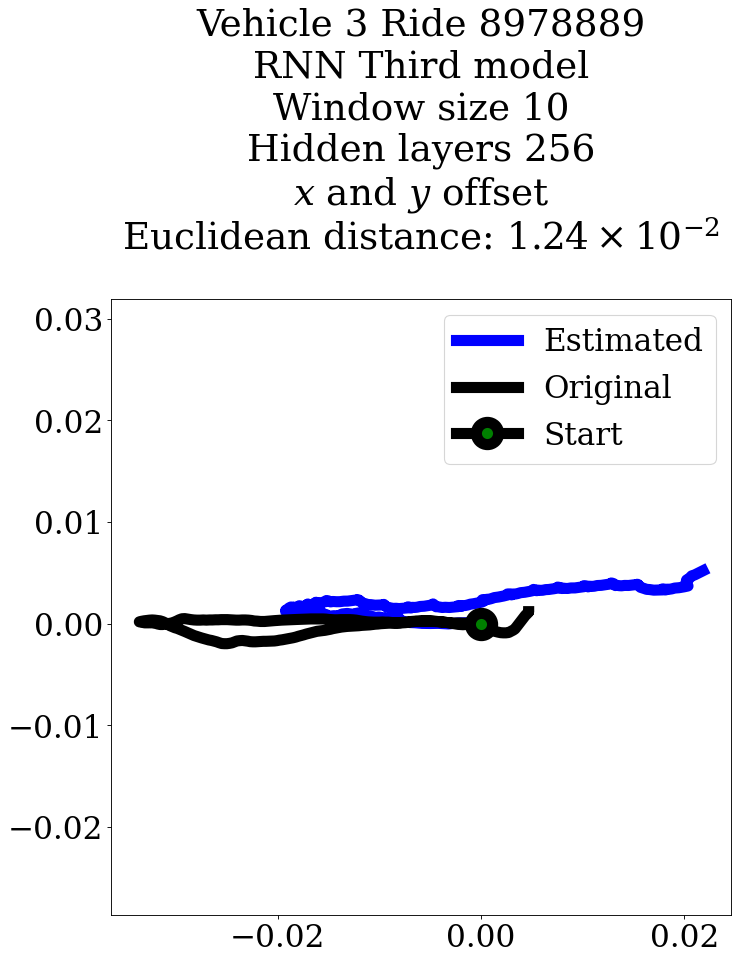 Vehicle 3 Ride 8978889
RNN Third model
Window size 10
Hidden layers 256
x and y offset
Euclidean distance: 1.24 × 10⁻²
Estimated
Original
Start
0.03
0.02
0.01
0.00
−0.01
−0.02
−0.02
0.00
0.02